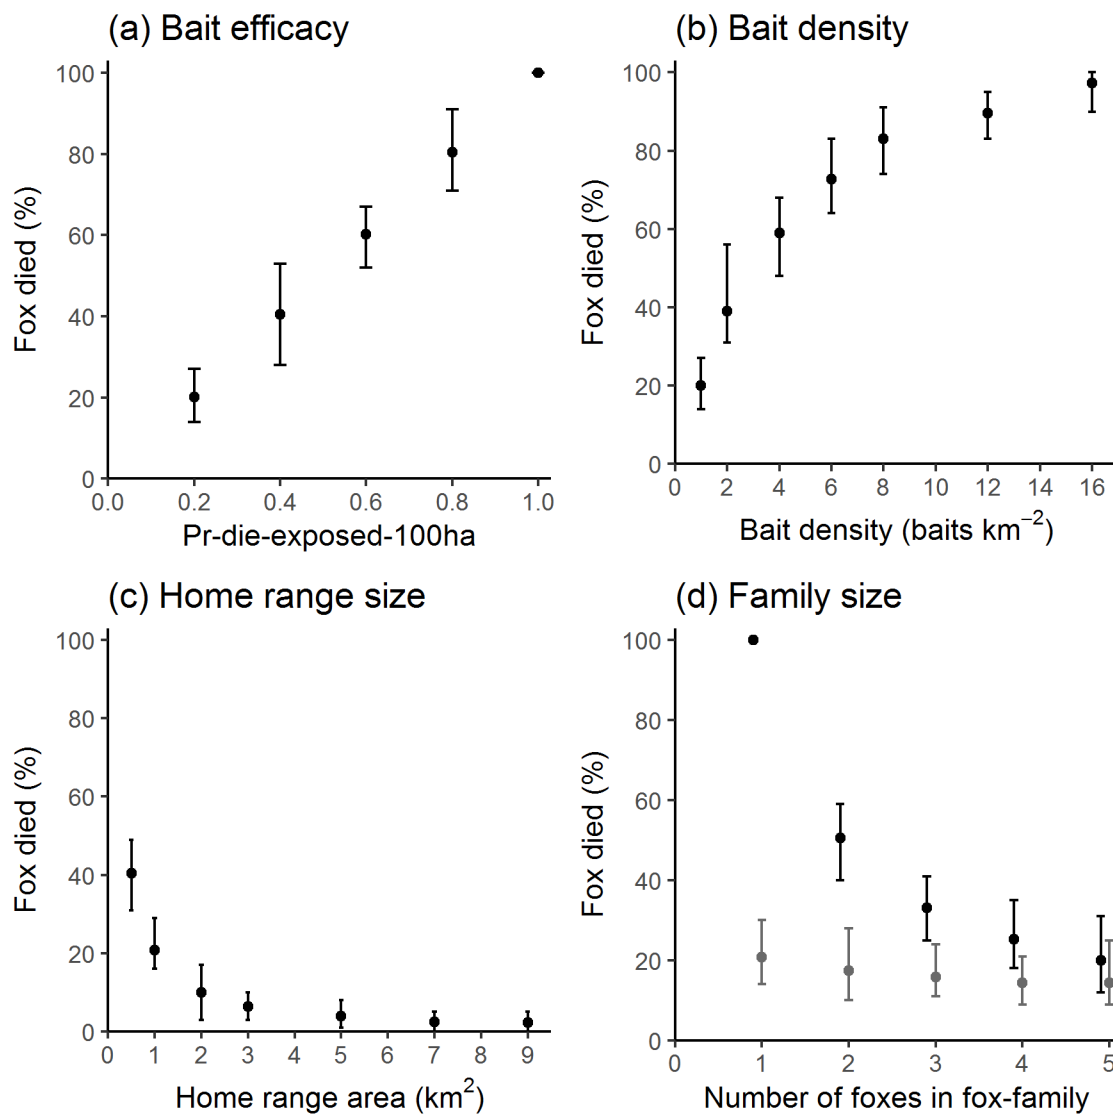 (a) Bait efficacy
100
80
60
40
20
0
Fox died (%)
0.0 0.2 0.4 0.6 0.8 1.0
Pr-die-exposed-100ha
(b) Bait density
100
80
60
40
20
0
Fox died (%)
0 2 4 6 8 10 12 14 16
Bait density (baits km⁻²)
(c) Home range size
100
80
60
40
20
0
Fox died (%)
0 1 2 3 4 5 6 7 8 9
Home range area (km²)
(d) Family size
100
80
60
40
20
0
Fox died (%)
0 1 2 3 4 5
Number of foxes in fox-family